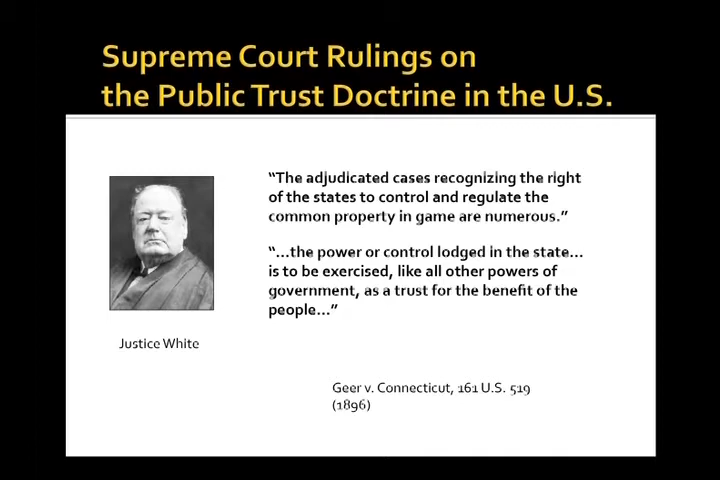 Supreme Court Rulings on
the Public Trust Doctrine in the U.S.
“The adjudicated cases recognizing the right
of the states to control and regulate the
common property in game are numerous.”
“...the power or control lodged in the state...
is to be exercised, like all other powers of
government, as a trust for the benefit of the
people...”
Justice White
Geer v. Connecticut, 161 U.S. 519
(1896)